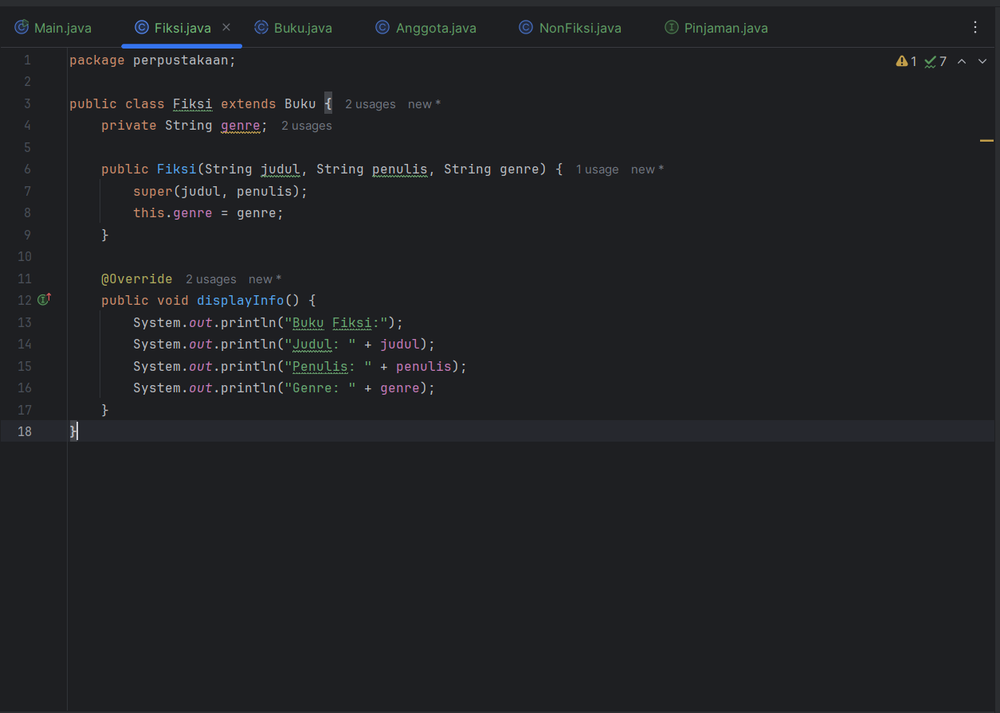 Main.java Fiksi.java Buku.java Anggota.java NonFiksi.java Pinjaman.java
1 package perpustakaan; 1 7
2
3 public class Fiksi extends Buku { 2 usages new *
4 private String genre; 2 usages
5
6 public Fiksi(String judul, String penulis, String genre) { 1 usage new *
7 super(judul, penulis);
8 this.genre = genre;
9 }
10
11 @Override 2 usages new *
12 public void displayInfo() {
13 System.out.println("Buku Fiksi:");
14 System.out.println("Judul: " + judul);
15 System.out.println("Penulis: " + penulis);
16 System.out.println("Genre: " + genre);
17 }
18 }